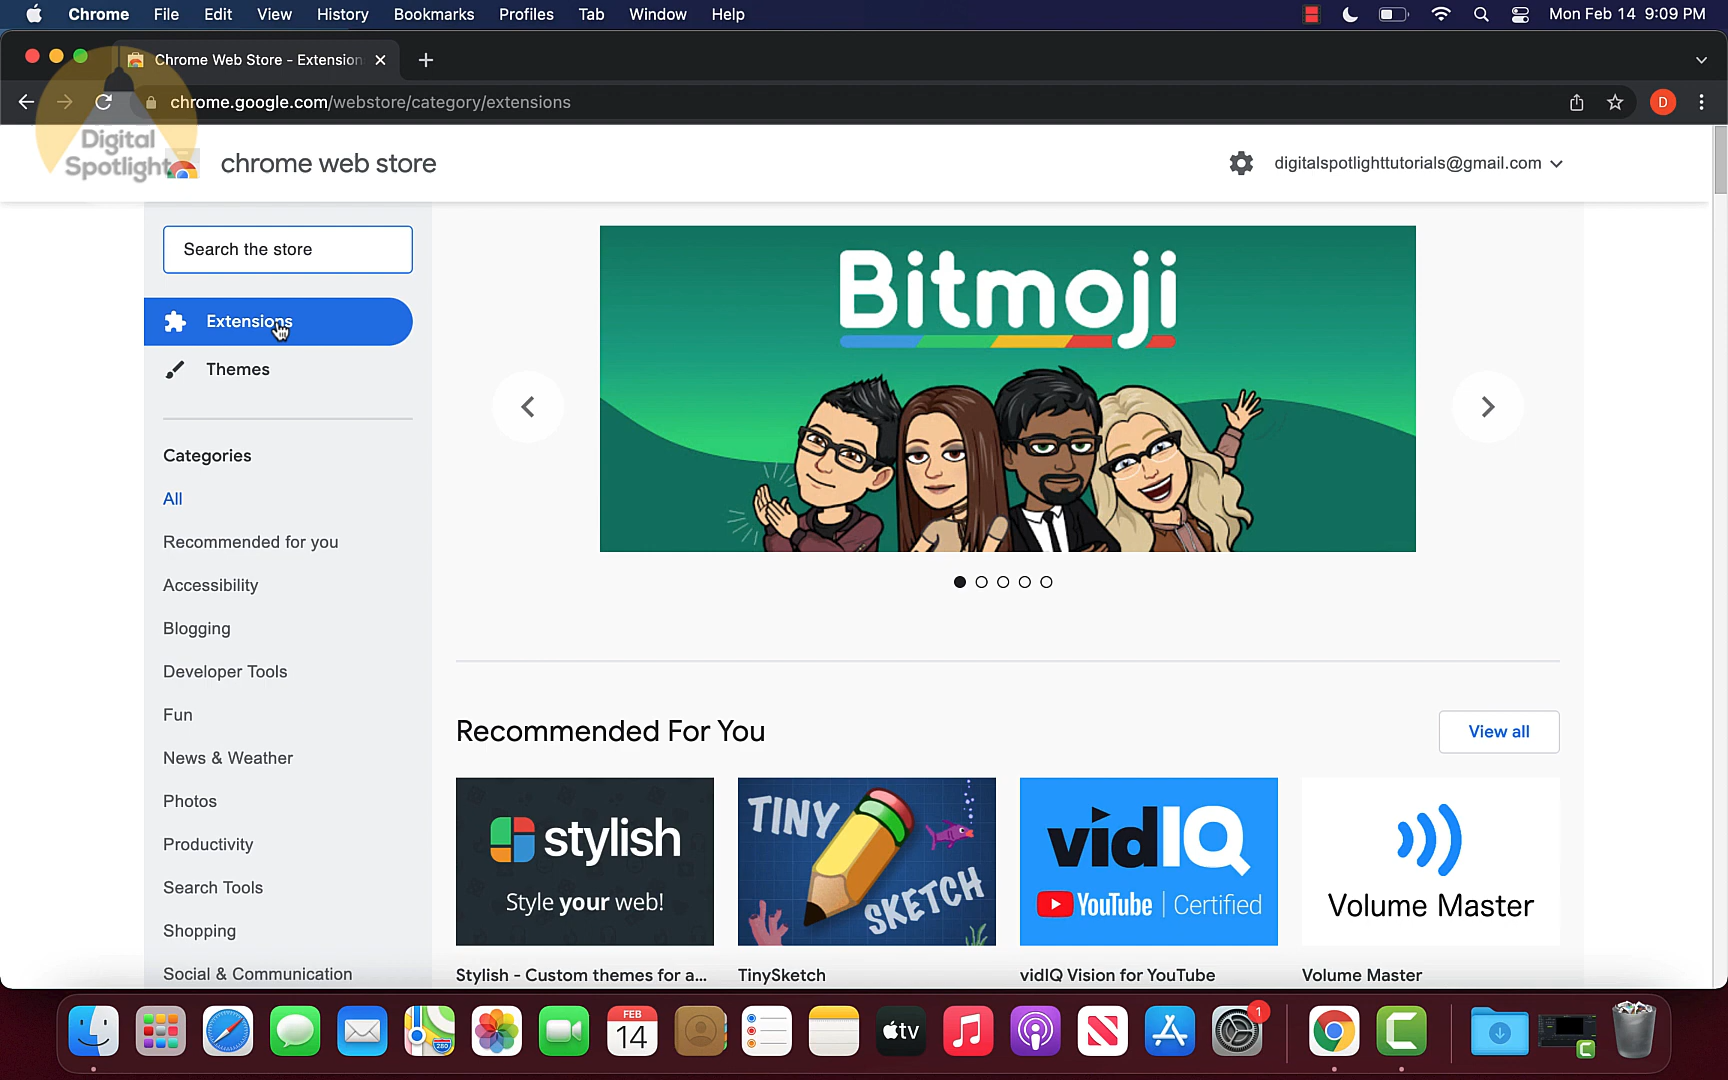 Chrome File Edit View History Bookmarks Profiles Tab Window Help Mon Feb 14 9:09 PM
Chrome Web Store - Extension
chrome.google.com/webstore/category/extensions D
Digital
Spotlight
chrome web store
digitalspotlighttutorials@gmail.com
Search the store
Extensions
Themes
Categories
All
Recommended for you
Accessibility
Blogging
Developer Tools
Fun
News & Weather
Photos
Productivity
Search Tools
Shopping
Social & Communication
Bitmoji
Recommended For You
View all
stylish
Style your web!
TINY
SKETCH
vidIQ
YouTube | Certified
Volume Master
Stylish - Custom themes for a...
TinySketch
vidIQ Vision for YouTube
Volume Master
FEB
14
280
tv
1